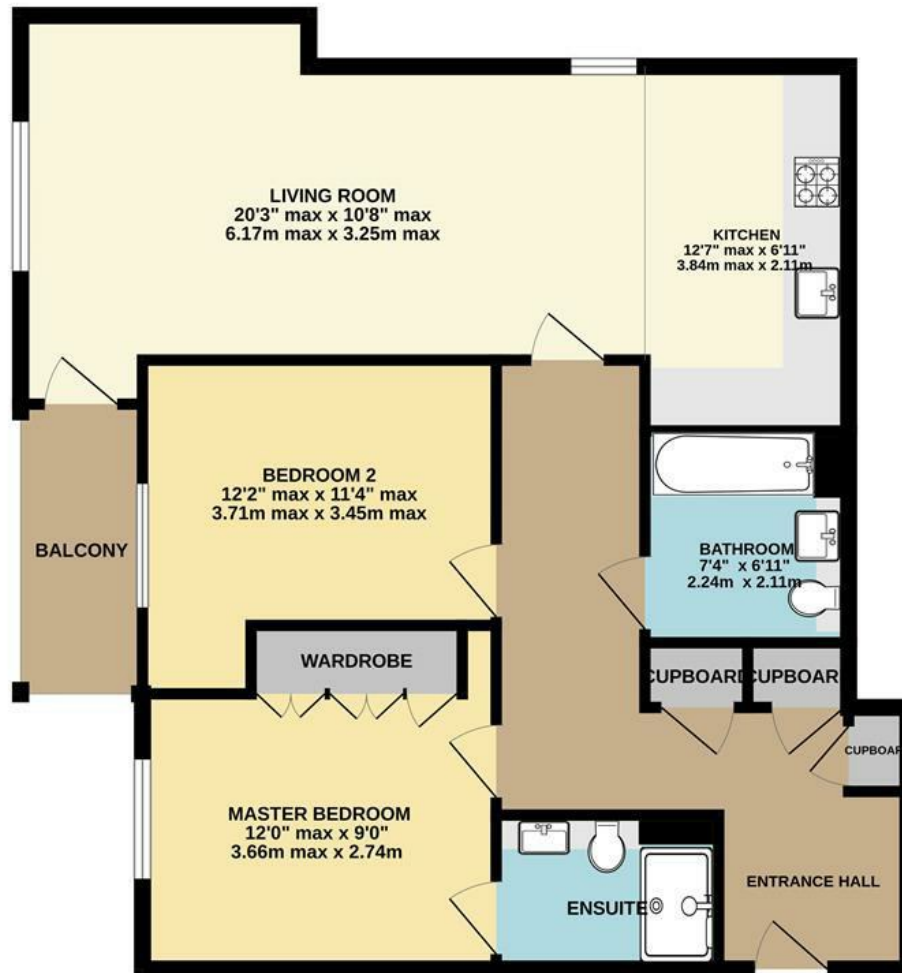 LIVING ROOM
20'3" max x 10'8" max
6.17m max x 3.25m max
KITCHEN
12'7" max x 6'11"
3.84m max x 2.11m
BEDROOM 2
12'2" max x 11'4" max
3.71m max x 3.45m max
BALCONY
BATHROOM
7'4" x 6'11"
2.24m x 2.11m
WARDROBE
CUPBOARD
CUPBOAR
CUPBOAR
MASTER BEDROOM
12'0" max x 9'0"
3.66m max x 2.74m
ENSUITE
ENTRANCE HALL